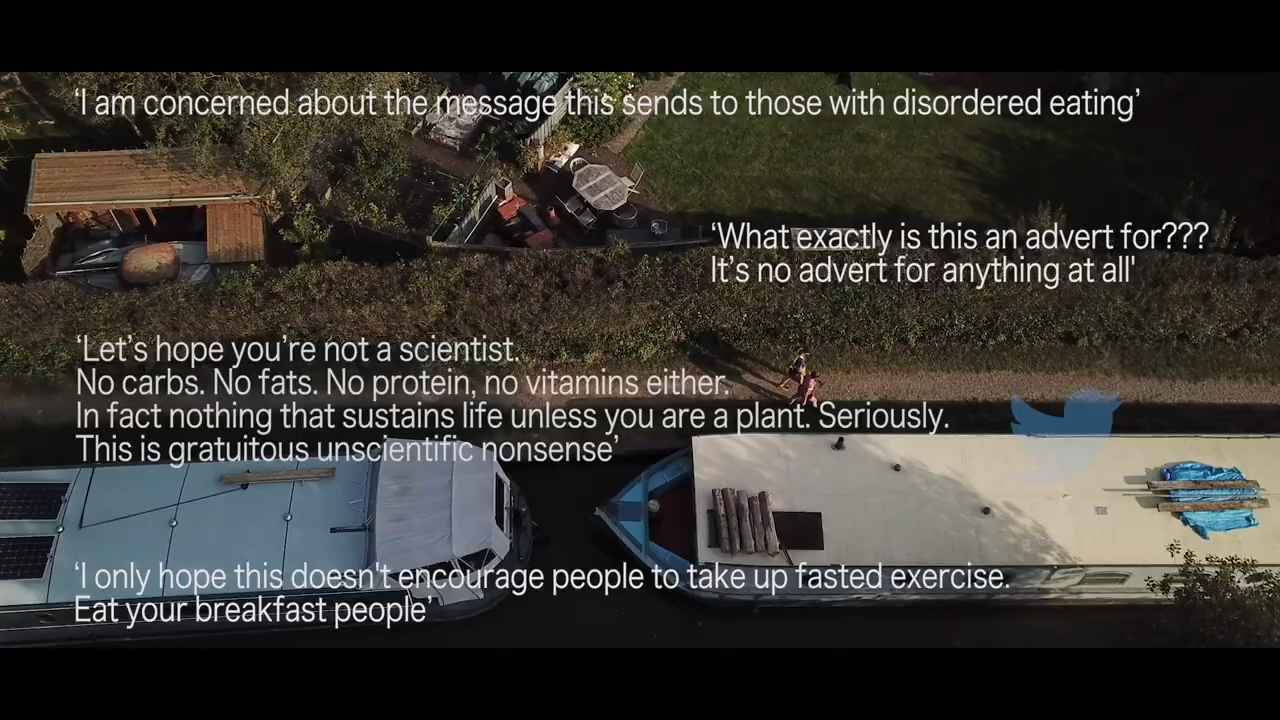 ‘I am concerned about the message this sends to those with disordered eating’
‘What exactly is this an advert for???
It’s no advert for anything at all'
‘Let’s hope you’re not a scientist.
No carbs. No fats. No protein, no vitamins either.
In fact nothing that sustains life unless you are a plant. Seriously.
This is gratuitous unscientific nonsense’
‘I only hope this doesn't encourage people to take up fasted exercise.
Eat your breakfast people’